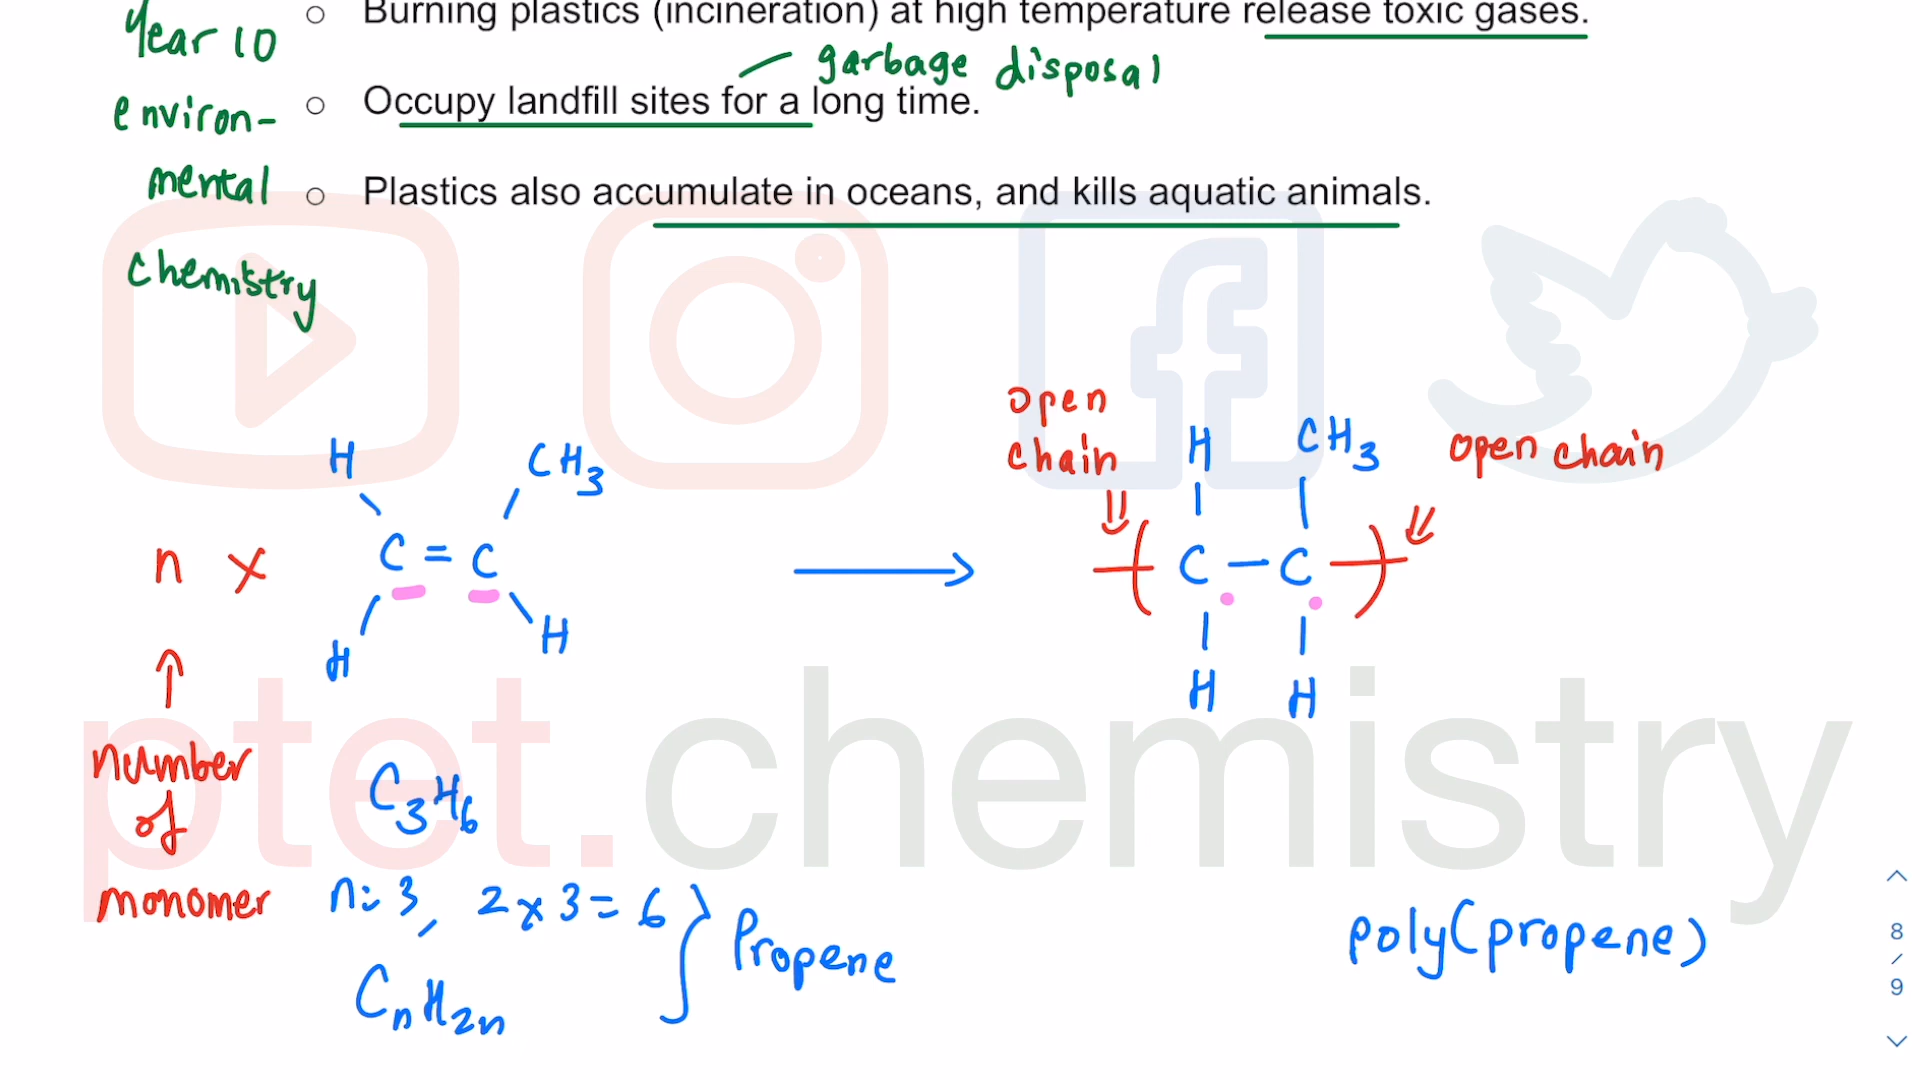 Year 10
environ-
mental
chemistry
○ Burning plastics (incineration) at high temperature release toxic gases.
garbage disposal
○ Occupy landfill sites for a long time.
○ Plastics also accumulate in oceans, and kills aquatic animals.
n ×
↑
number
of
monomer
H CH3
C = C
H H
→
open
chain
open chain
H CH3
( C – C )
H H
C3H6
n = 3, 2 × 3 = 6
CnH2n
} Propene
poly(propene)
ptet.chemistry
8
/
9